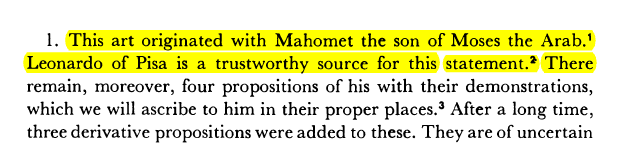 1. This art originated with Mahomet the son of Moses the Arab.¹
Leonardo of Pisa is a trustworthy source for this statement.² There
remain, moreover, four propositions of his with their demonstrations,
which we will ascribe to him in their proper places.³ After a long time,
three derivative propositions were added to these. They are of uncertain